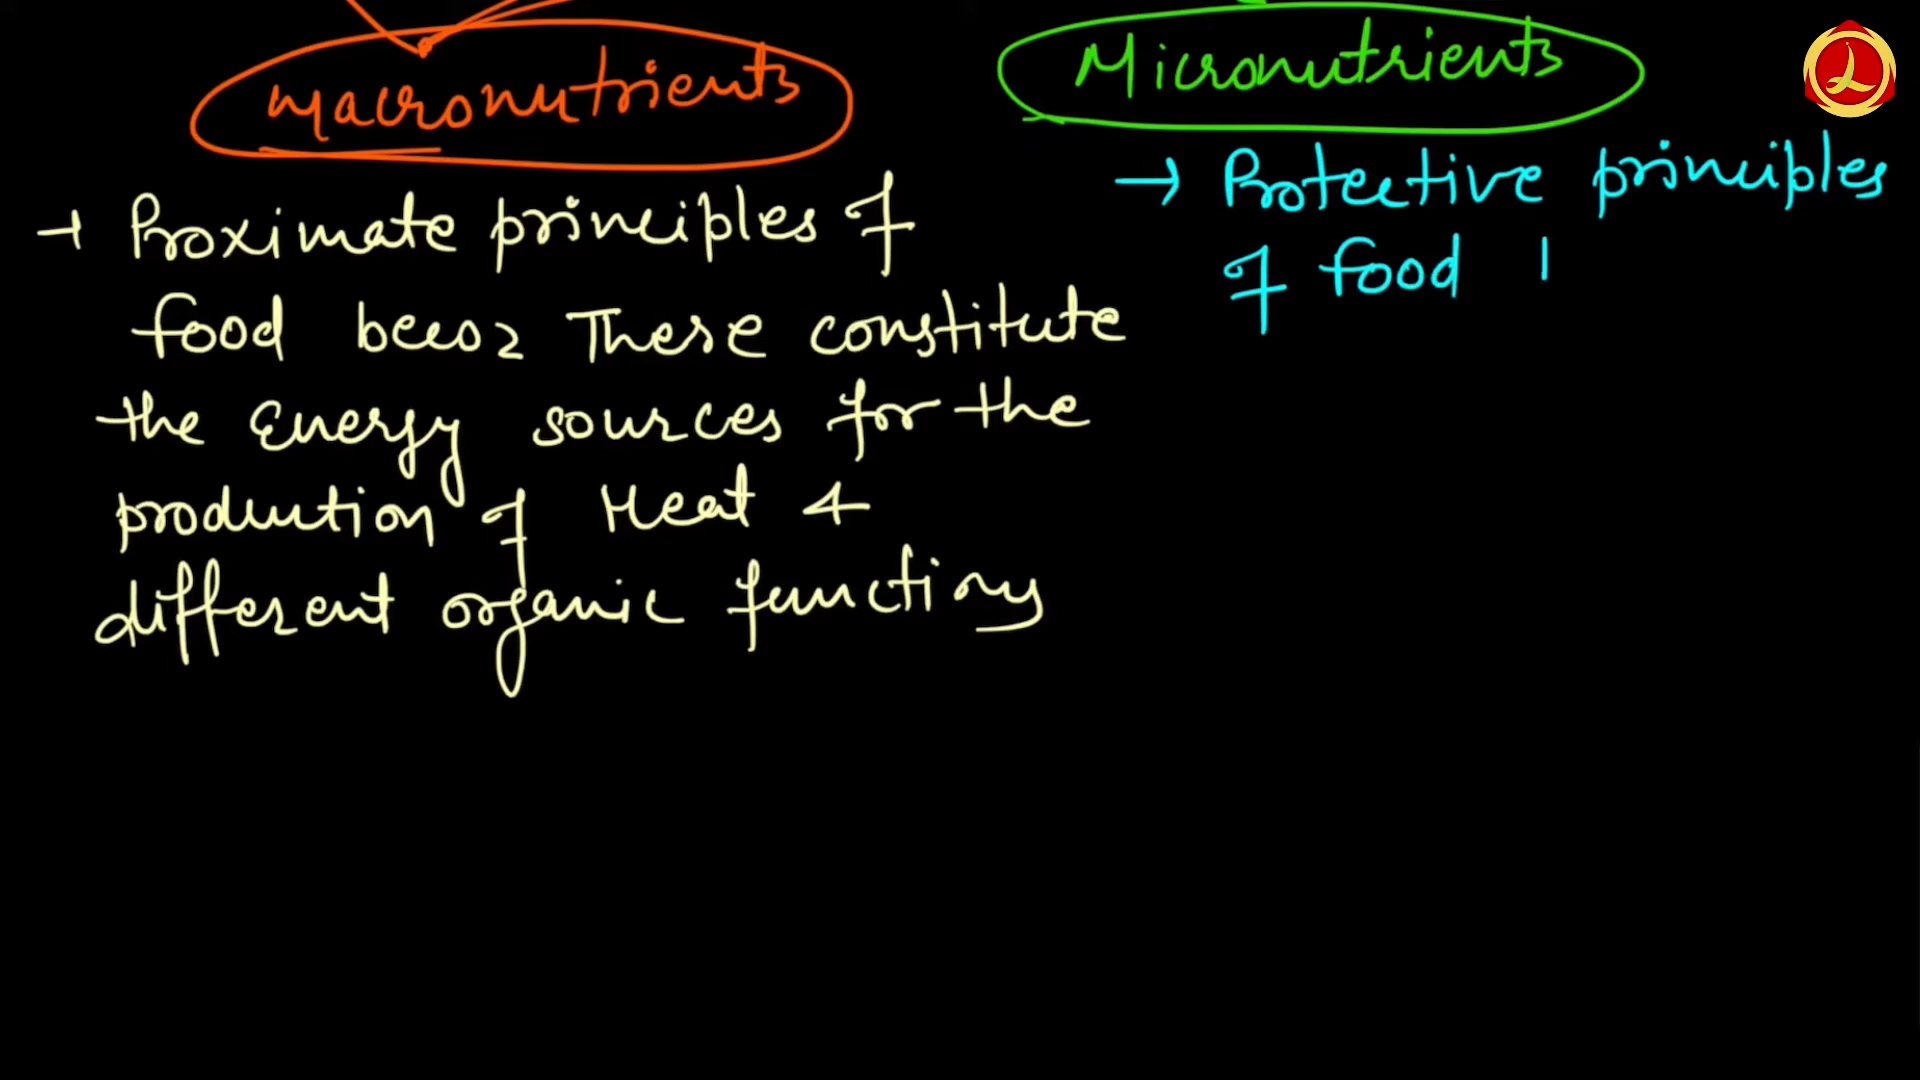 macronutrients
→ Proximate principles of
food becoz These constitute
the Energy sources for the
production of Heat &
different organic functions
Micronutrients
→ Protective principles
of food